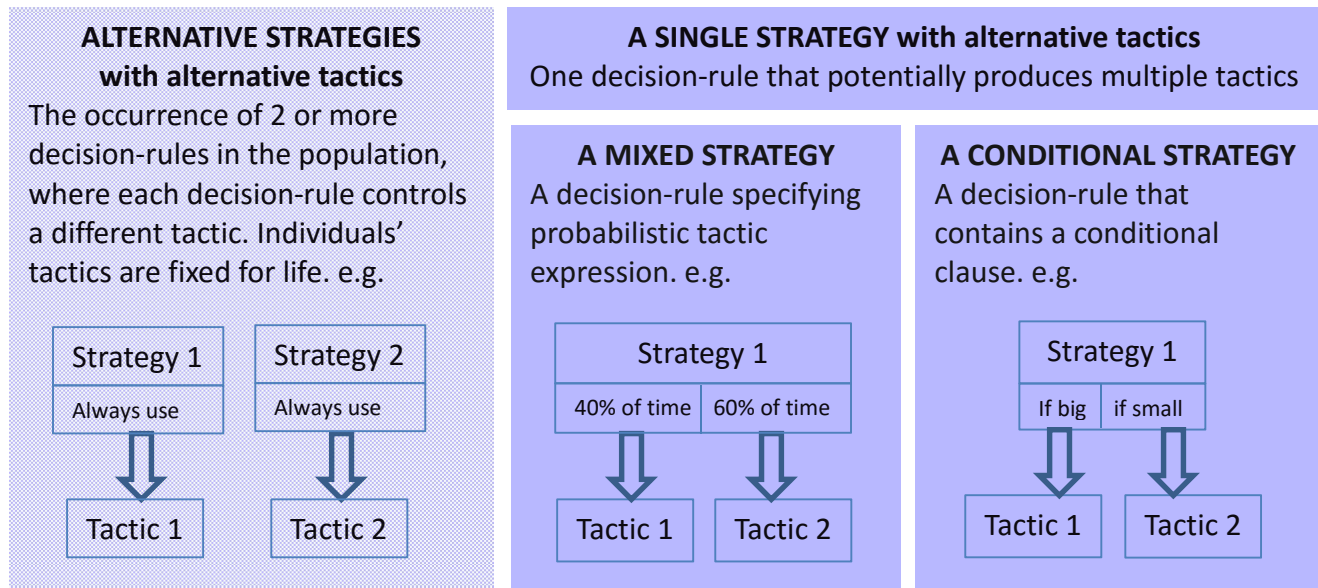 ALTERNATIVE STRATEGIES
with alternative tactics
The occurrence of 2 or more
decision-rules in the population,
where each decision-rule controls
a different tactic. Individuals’
tactics are fixed for life. e.g.
Strategy 1
Always use
Tactic 1
Strategy 2
Always use
Tactic 2
A SINGLE STRATEGY with alternative tactics
One decision-rule that potentially produces multiple tactics
A MIXED STRATEGY
A decision-rule specifying
probabilistic tactic
expression. e.g.
Strategy 1
40% of time
60% of time
Tactic 1
Tactic 2
A CONDITIONAL STRATEGY
A decision-rule that
contains a conditional
clause. e.g.
Strategy 1
If big
if small
Tactic 1
Tactic 2